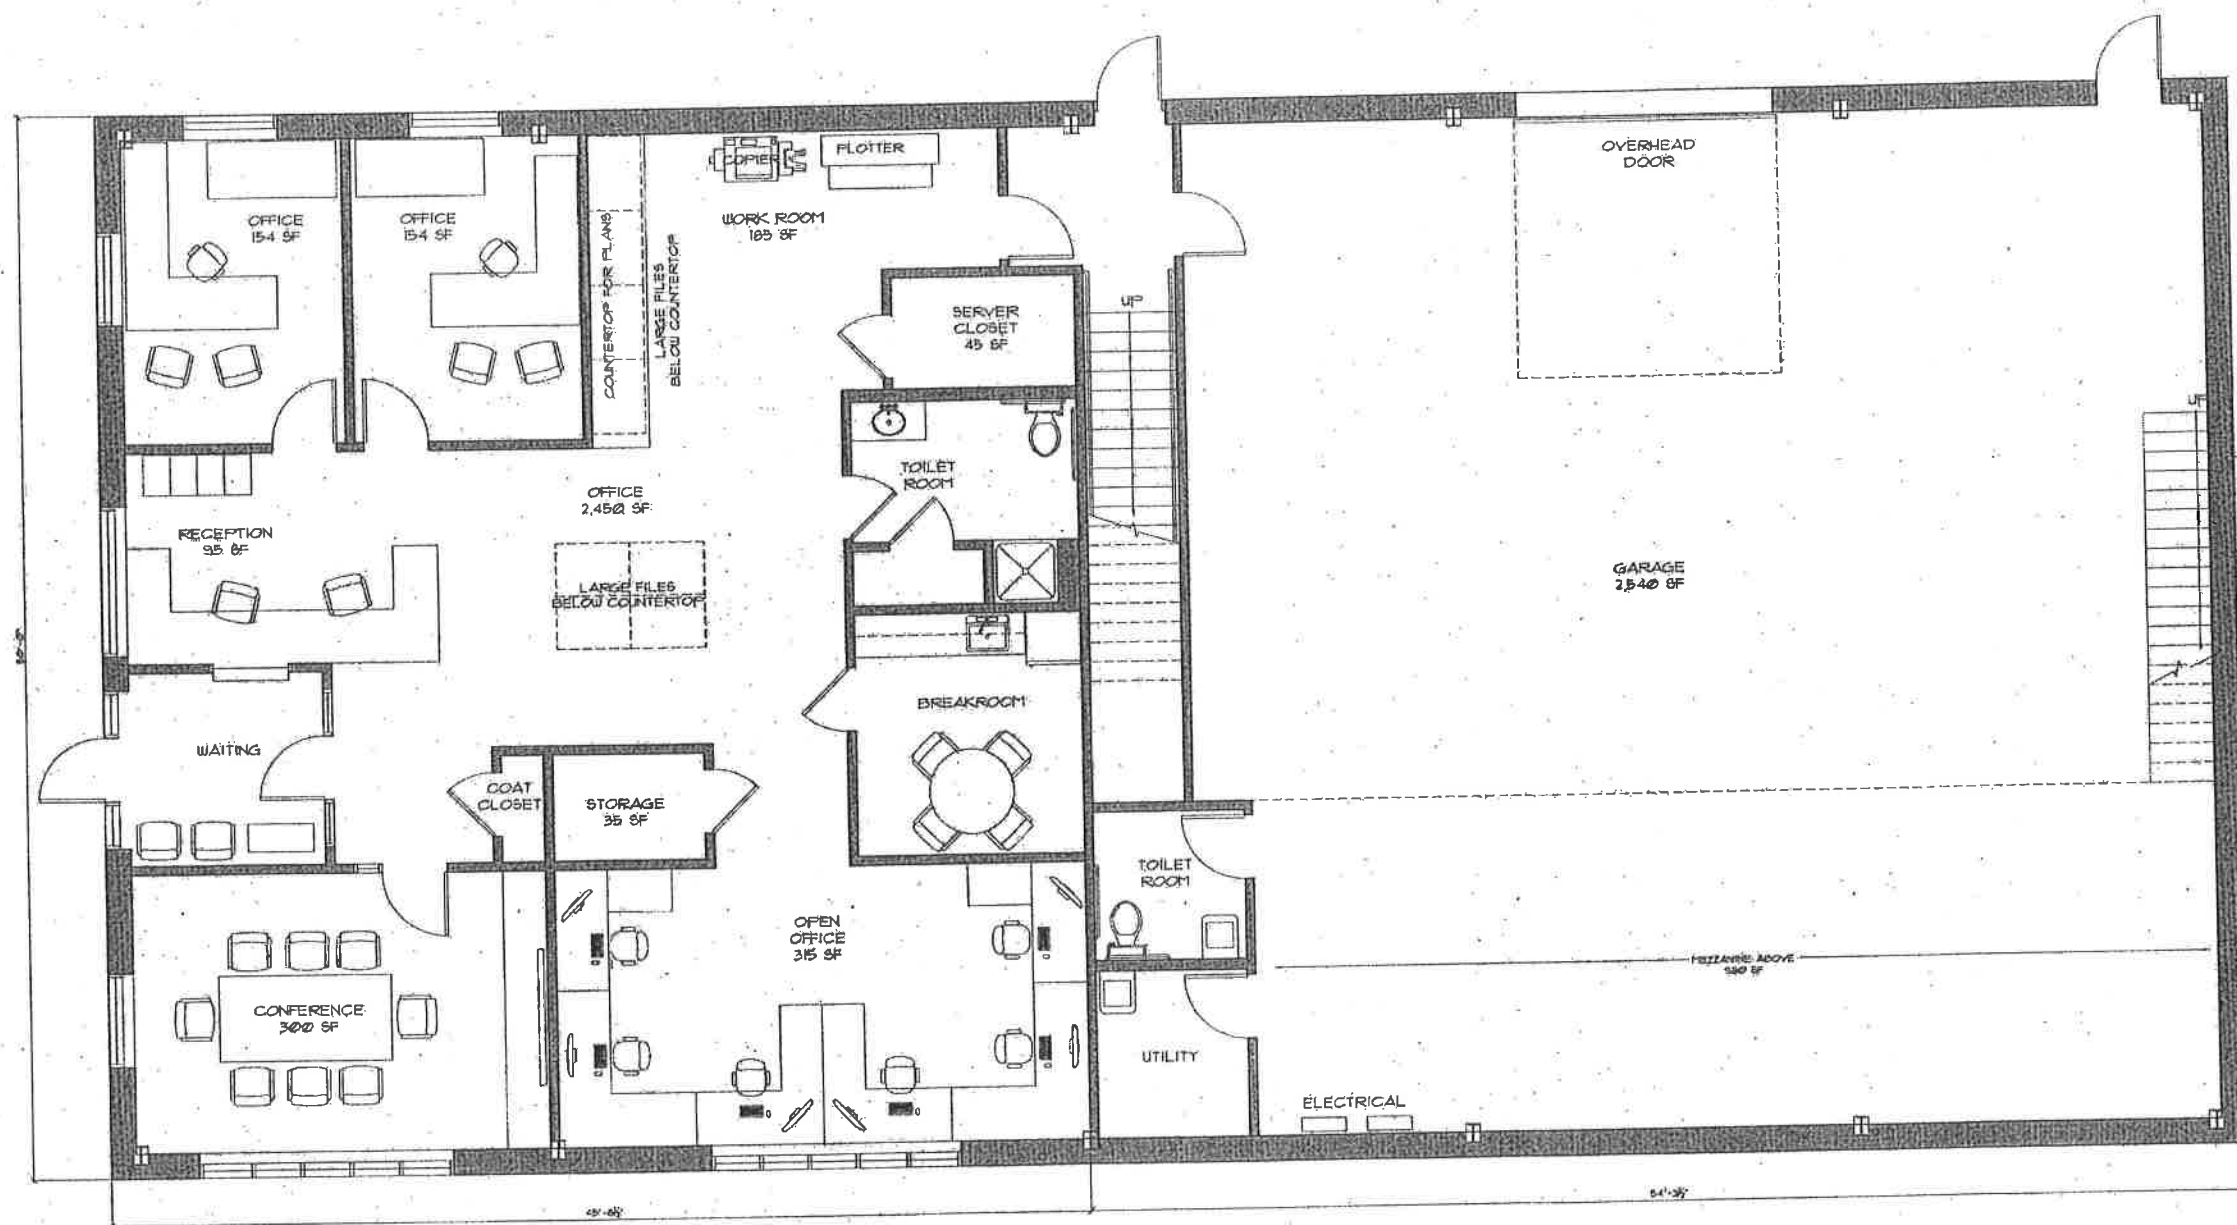 OVERHEAD
DOOR
COPIER
PLOTTER
OFFICE
154 SF
OFFICE
154 SF
WORK ROOM
185 SF
COUNTERTOP FOR PLANS
LARGE FILES
BELOW COUNTERTOP
SERVER
CLOSET
45 SF
UP
UP
TOILET
ROOM
OFFICE
2,450 SF
RECEPTION
95 SF
LARGE FILES
BELOW COUNTERTOP
GARAGE
2,540 SF
BREAKROOM
WAITING
COAT
CLOSET
STORAGE
35 SF
TOILET
ROOM
OPEN
OFFICE
315 SF
MEZZANINE ABOVE
CONFERENCE
300 SF
UTILITY
ELECTRICAL